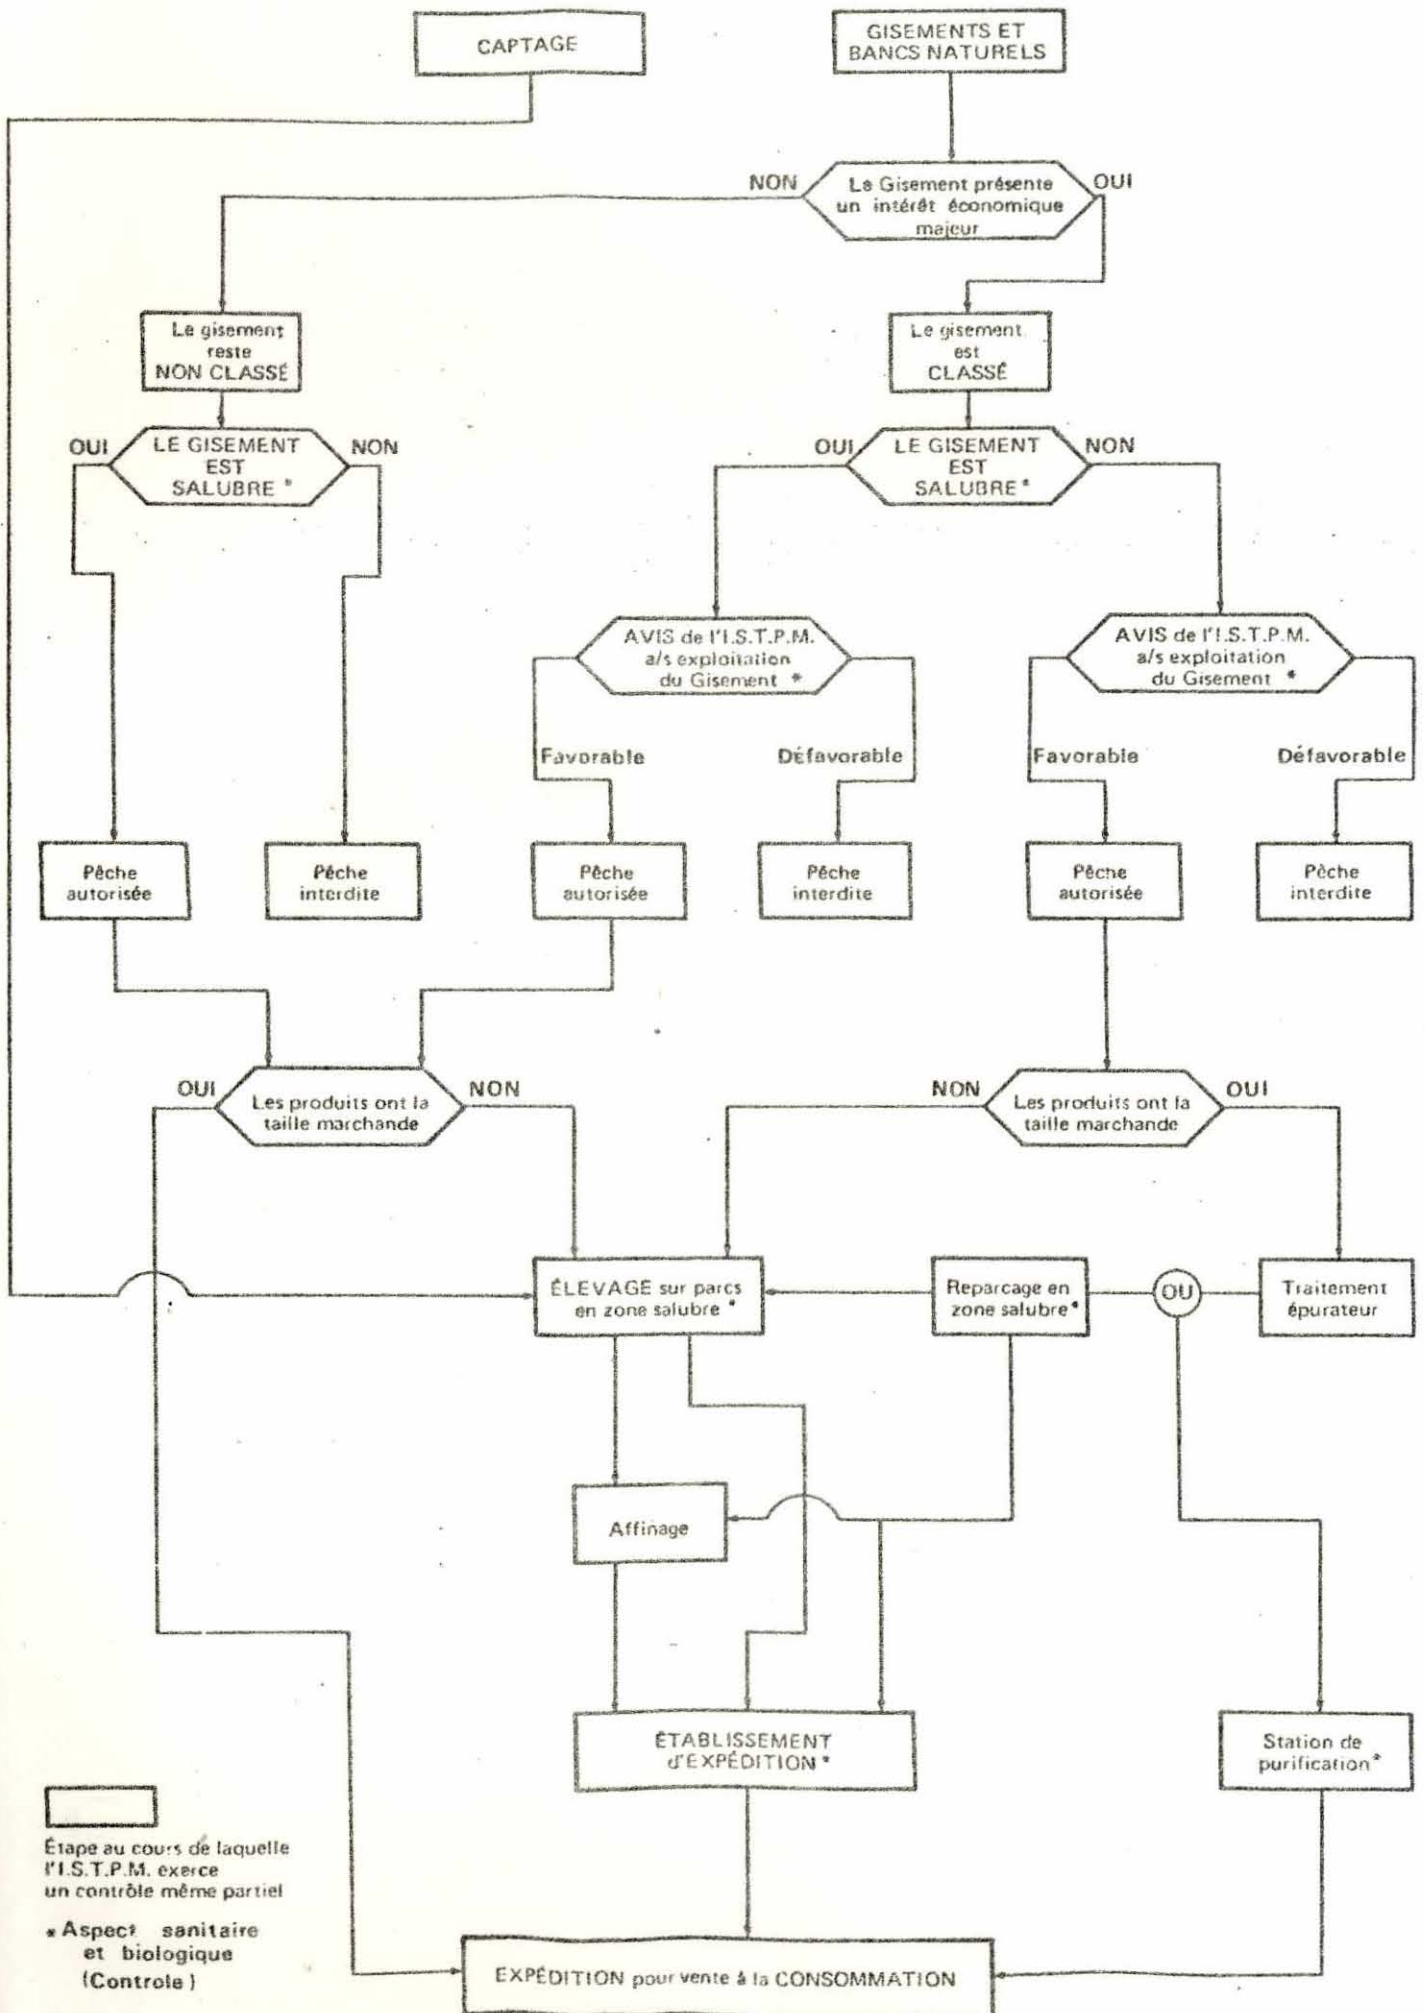 CAPTAGE
GISEMENTS ET
BANCS NATURELS
NON
Le Gisement présente
un intérêt économique
majeur
OUI
Le gisement
reste
NON CLASSÉ
Le gisement
est
CLASSÉ
OUI
LE GISEMENT
EST
SALUBRE *
NON
OUI
LE GISEMENT
EST
SALUBRE *
NON
AVIS de l'I.S.T.P.M.
a/s exploitation
du Gisement *
AVIS de l'I.S.T.P.M.
a/s exploitation
du Gisement *
Favorable
Défavorable
Favorable
Défavorable
Pêche
autorisée
Pêche
interdite
Pêche
autorisée
Pêche
interdite
Pêche
autorisée
Pêche
interdite
OUI
Les produits ont la
taille marchande
NON
NON
Les produits ont la
taille marchande
OUI
ÉLEVAGE sur parcs
en zone salubre *
Reparcage en
zone salubre *
OU
Traitement
épurateur
Affinage
ÉTABLISSEMENT
d'EXPÉDITION *
Station de
purification *
Étape au cours de laquelle
l'I.S.T.P.M. exerce
un contrôle même partiel
* Aspect sanitaire
et biologique
(Controle)
EXPÉDITION pour vente à la CONSOMMATION